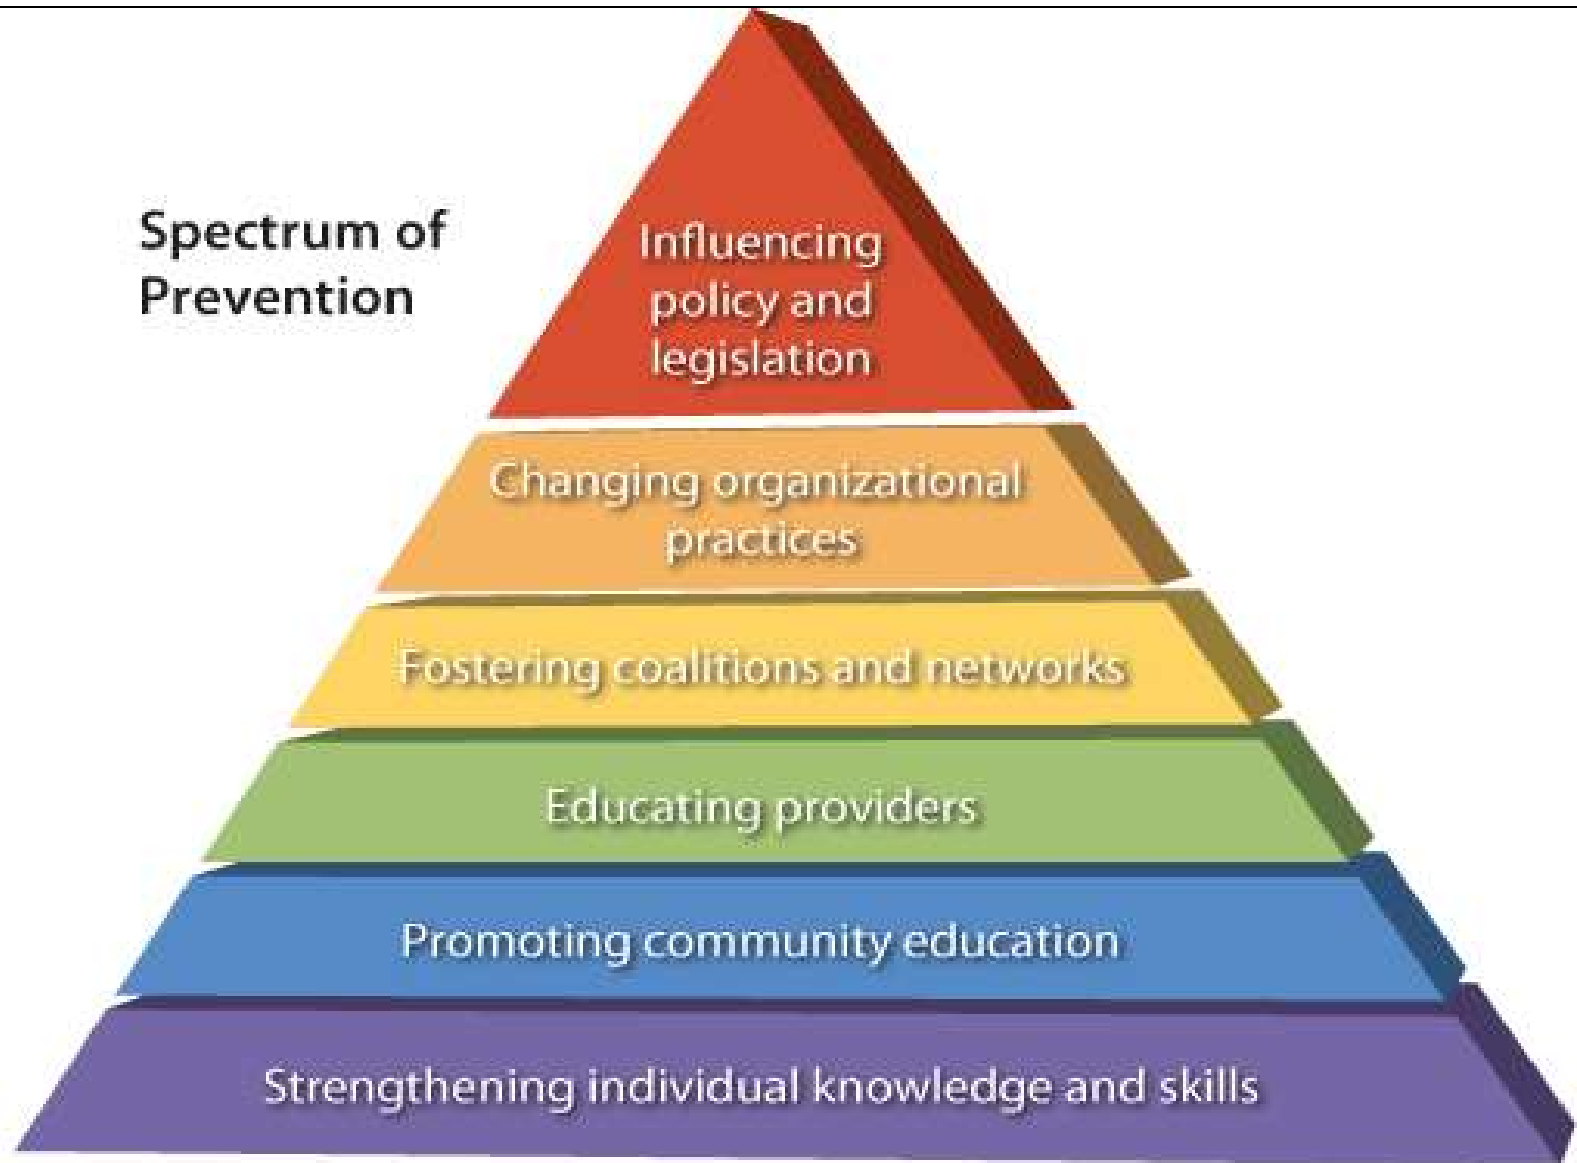 Spectrum of
Prevention
Influencing
policy and
legislation
Changing organizational
practices
Fostering coalitions and networks
Educating providers
Promoting community education
Strengthening individual knowledge and skills